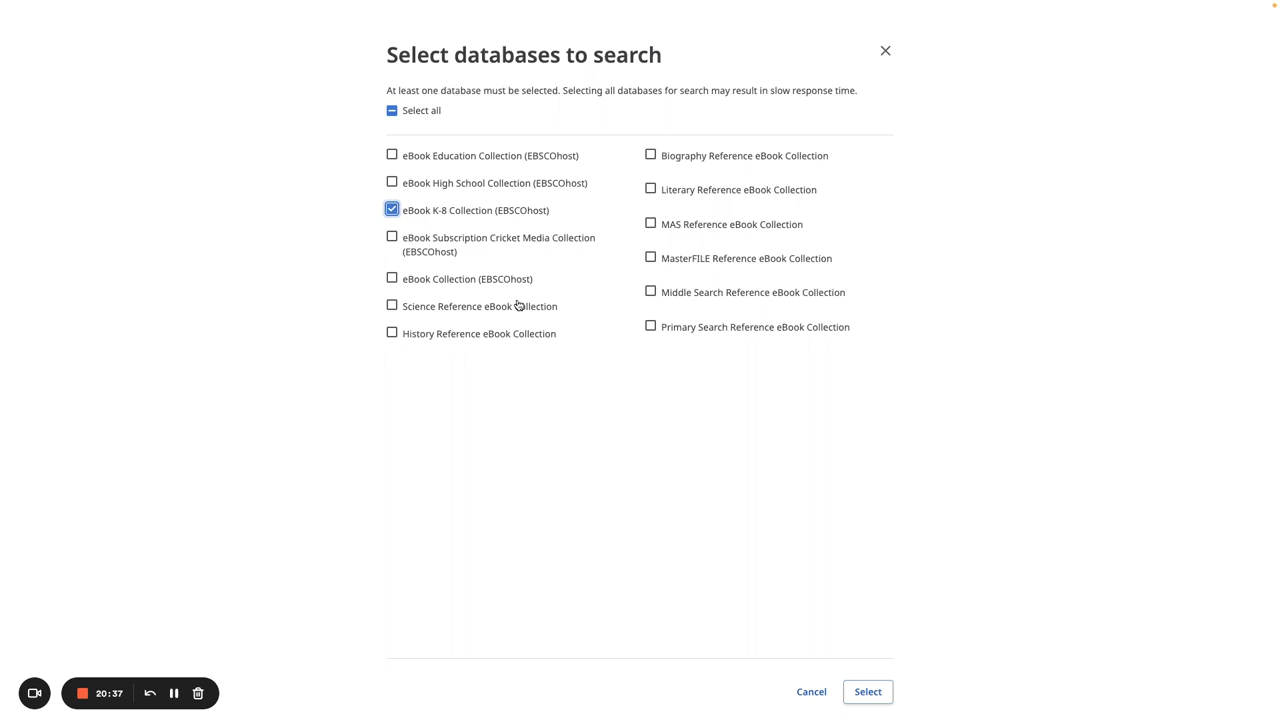 Select databases to search
At least one database must be selected. Selecting all databases for search may result in slow response time.
Select all
eBook Education Collection (EBSCOhost)
eBook High School Collection (EBSCOhost)
eBook K-8 Collection (EBSCOhost)
eBook Subscription Cricket Media Collection
(EBSCOhost)
eBook Collection (EBSCOhost)
Science Reference eBook Collection
History Reference eBook Collection
Biography Reference eBook Collection
Literary Reference eBook Collection
MAS Reference eBook Collection
MasterFILE Reference eBook Collection
Middle Search Reference eBook Collection
Primary Search Reference eBook Collection
Cancel
Select
20:37